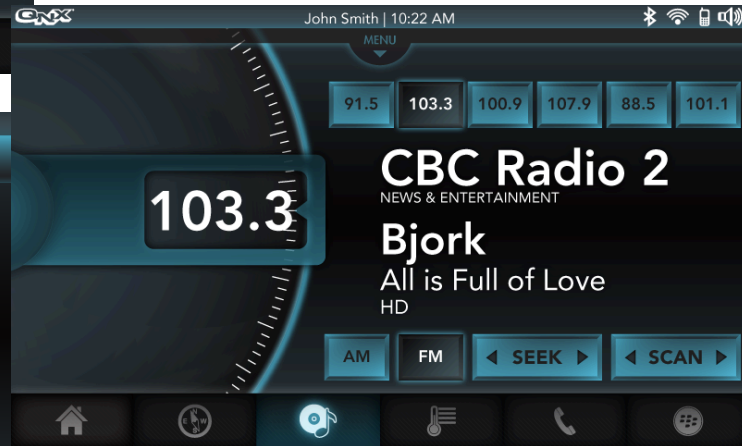 QNX
John Smith | 10:22 AM
MENU
91.5 103.3 100.9 107.9 88.5 101.1
CBC Radio 2
NEWS & ENTERTAINMENT
103.3
Bjork
All is Full of Love
HD
AM FM SEEK SCAN